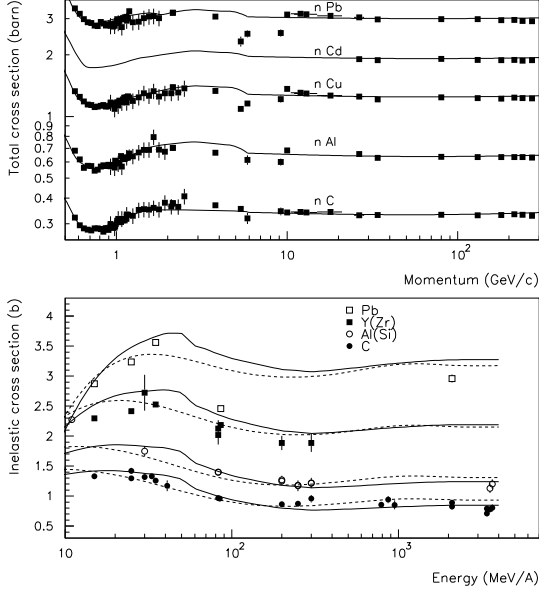 Total cross section (barn)
3
2
1
0.9
0.8
0.7
0.6
0.5
0.4
0.3
n Pb
n Cd
n Cu
n Al
n C
1
10
10²
Momentum (GeV/c)
Inelastic cross section (b)
4
3.5
3
2.5
2
1.5
1
0.5
Pb
Y(Zr)
Al(Si)
C
10
10²
10³
Energy (MeV/A)